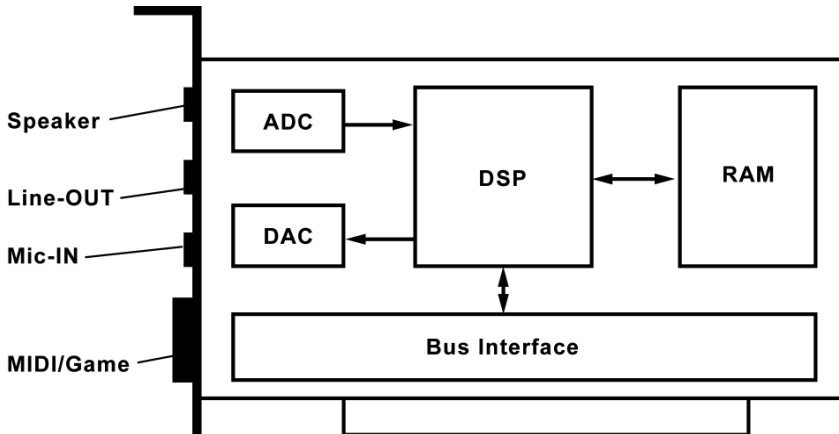 Speaker
Line-OUT
Mic-IN
MIDI/Game
ADC
DAC
DSP
RAM
Bus Interface